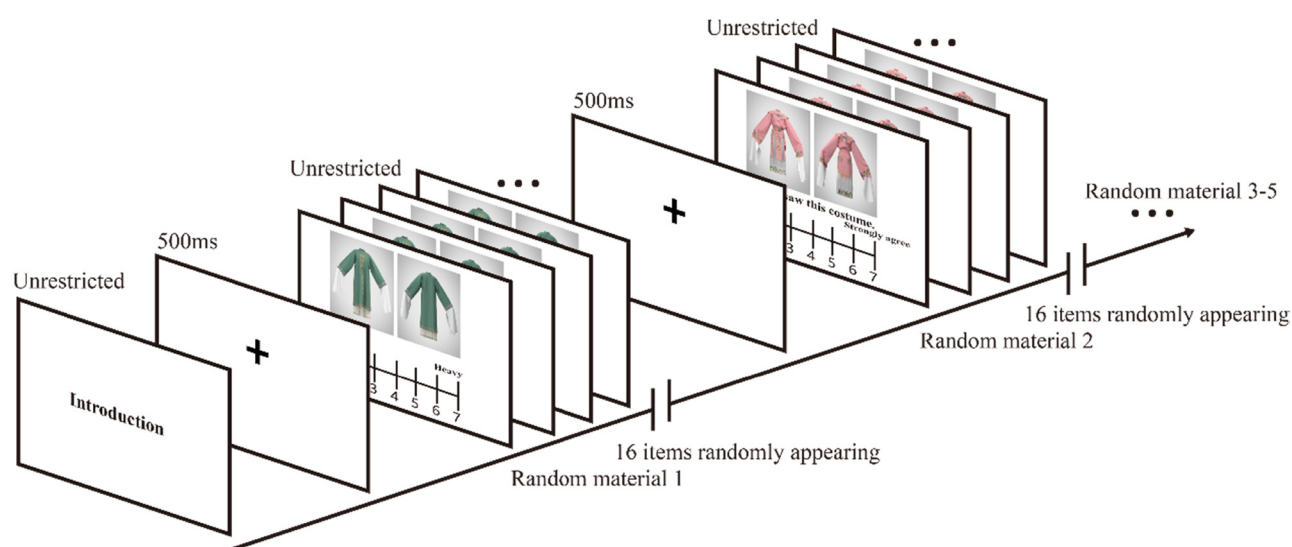 Unrestricted
Introduction
500ms
+
Unrestricted
Heavy
3 4 5 6 7
Random material 1
16 items randomly appearing
500ms
+
Unrestricted
saw this costume.
Strongly agree
3 4 5 6 7
Random material 2
16 items randomly appearing
Random material 3-5